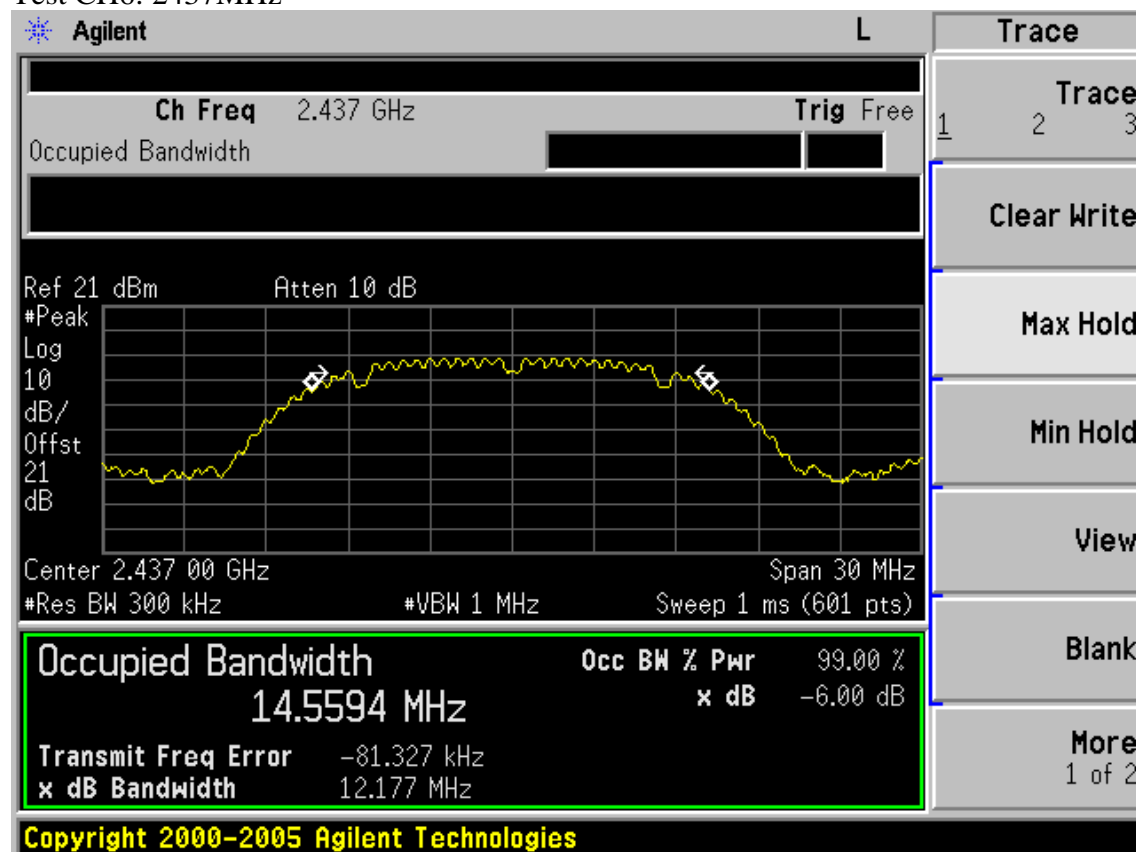 Test CH6: 2437MHz
Agilent L Trace
Ch Freq 2.437 GHz Trig Free
Occupied Bandwidth
Trace
1 2 3
Clear Write
Ref 21 dBm Atten 10 dB
#Peak
Log
10
dB/
Offst
21
dB
Max Hold
Min Hold
View
Center 2.437 00 GHz Span 30 MHz
#Res BW 300 kHz #VBW 1 MHz Sweep 1 ms (601 pts)
Occupied Bandwidth Occ BW % Pwr 99.00 %
14.5594 MHz x dB -6.00 dB
Transmit Freq Error -81.327 kHz
x dB Bandwidth 12.177 MHz
Blank
More
1 of 2
Copyright 2000-2005 Agilent Technologies